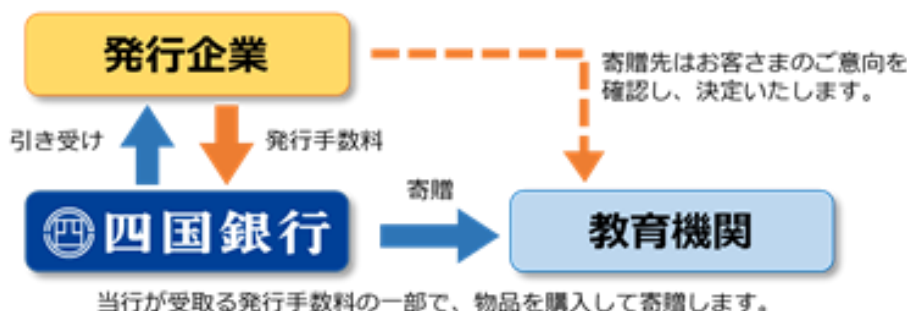 発行企業
寄贈先はお客さまのご意向を
確認し、決定いたします。
引き受け
発行手数料
四国銀行
寄贈
教育機関
当行が受取る発行手数料の一部で、物品を購入して寄贈します。